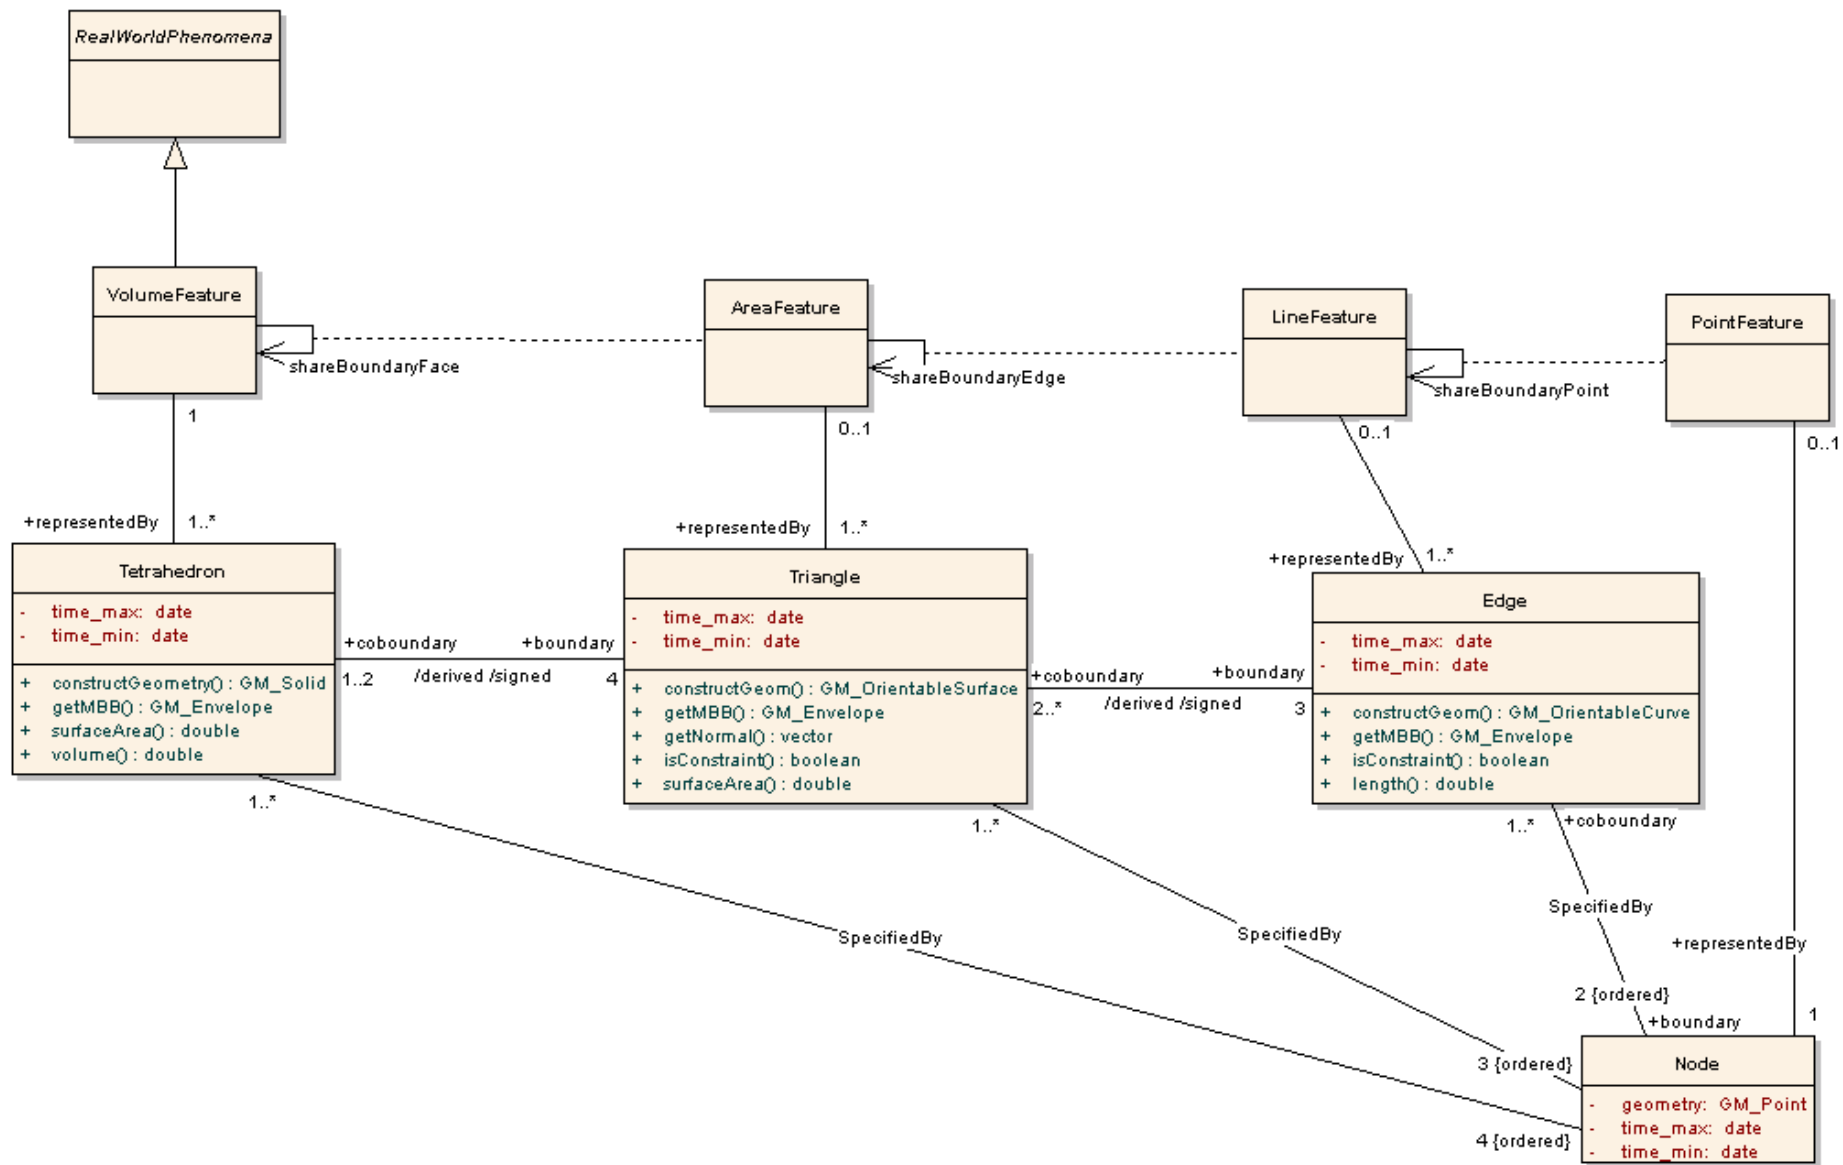 RealWorldPhenomena
VolumeFeature
AreaFeature
LineFeature
PointFeature
shareBoundaryFace
shareBoundaryEdge
shareBoundaryPoint
1
0..1
0..1
0..1
+representedBy
1..*
+representedBy
1..*
+representedBy
1..*
Tetrahedron
- time_max: date
- time_min: date
+ constructGeometry() : GM_Solid
+ getMBB() : GM_Envelope
+ surfaceArea() : double
+ volume() : double
+coboundary
+boundary
1..2
/derived /signed
4
Triangle
- time_max: date
- time_min: date
+ constructGeom() : GM_OrientableSurface
+ getMBB() : GM_Envelope
+ getNormal() : vector
+ isConstraint() : boolean
+ surfaceArea() : double
+coboundary
+boundary
2..*
/derived /signed
3
Edge
- time_max: date
- time_min: date
+ constructGeom() : GM_OrientableCurve
+ getMBB() : GM_Envelope
+ isConstraint() : boolean
+ length() : double
1..*
1..*
1..*
+coboundary
SpecifiedBy
SpecifiedBy
SpecifiedBy
+representedBy
2 {ordered}
+boundary
1
3 {ordered}
4 {ordered}
Node
- geometry: GM_Point
- time_max: date
- time_min: date